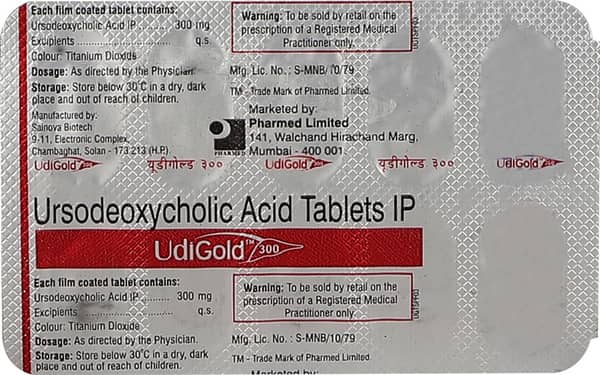 Each film coated tablet contains:
Ursodeoxycholic Acid IP ........ 300 mg
Excipients ................ q.s.
Colour: Titanium Dioxide
Dosage: As directed by the Physician.
Storage: Store below 30°C in a dry, dark
place and out of reach of children.
Manufactured by:
Sainova Biotech
9-11, Electronic Complex,
Chambaghat, Solan - 173 213 (H.P.)
Warning: To be sold by retail on the
prescription of a Registered Medical
Practitioner only.
Mfg. Lic. No. : S-MNB/10/79
TM - Trade Mark of Pharmed Limited.
Marketed by:
Pharmed Limited
141, Walchand Hirachand Marg,
Mumbai - 400 001
PHARMED
UdiGold 300 यूडीगोल्ड ३०० UdiGold 300 यूडीगोल्ड ३०० UdiGold 300
Ursodeoxycholic Acid Tablets IP
UdiGold™ 300
Each film coated tablet contains:
Ursodeoxycholic Acid IP ........ 300 mg
Excipients q.s.
Colour: Titanium Dioxide
Dosage: As directed by the Physician.
Storage: Store below 30°C in a dry, dark
place and out of reach of children.
Warning: To be sold by retail on the
prescription of a Registered Medical
Practitioner only
Mfg. Lic. No. : S-MNB/10/79
TM - Trade Mark of Pharmed Limited.
Marketed by: